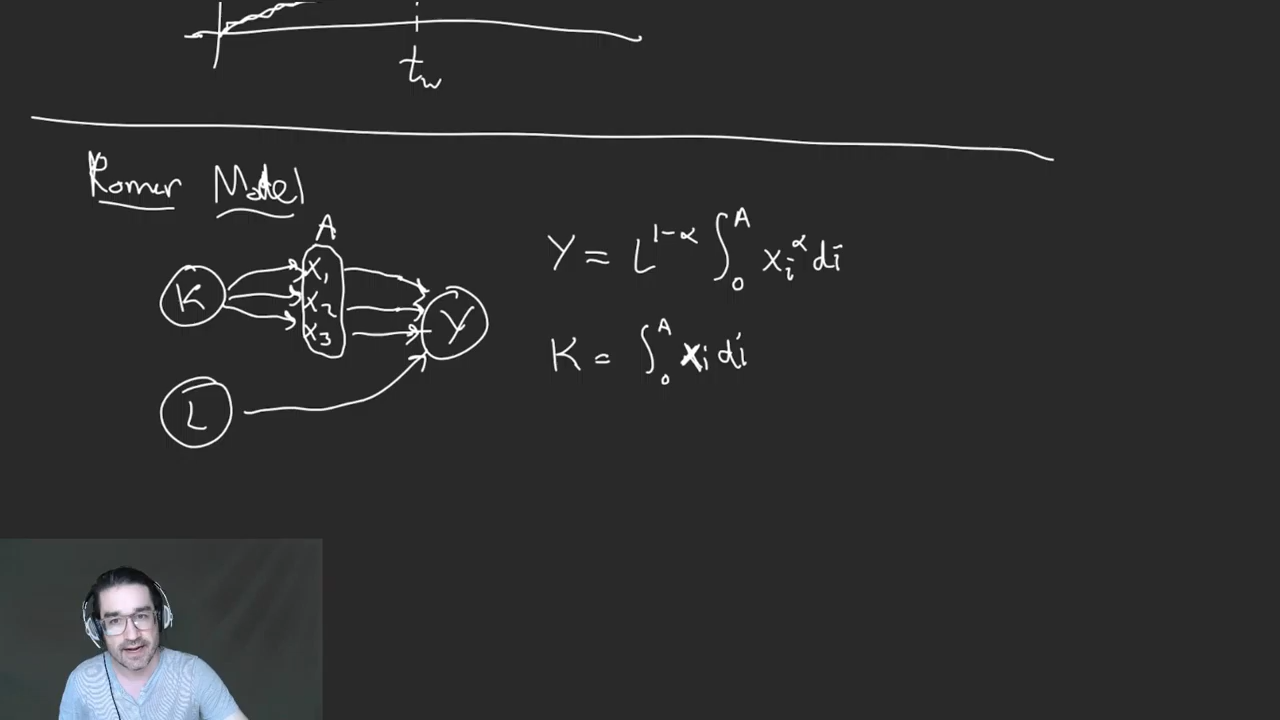 t_w
Romer Model
A
K
x_1
x_2
x_3
Y
L
Y = L^{1-α} ∫_0^A x_i^α di
K = ∫_0^A x_i di